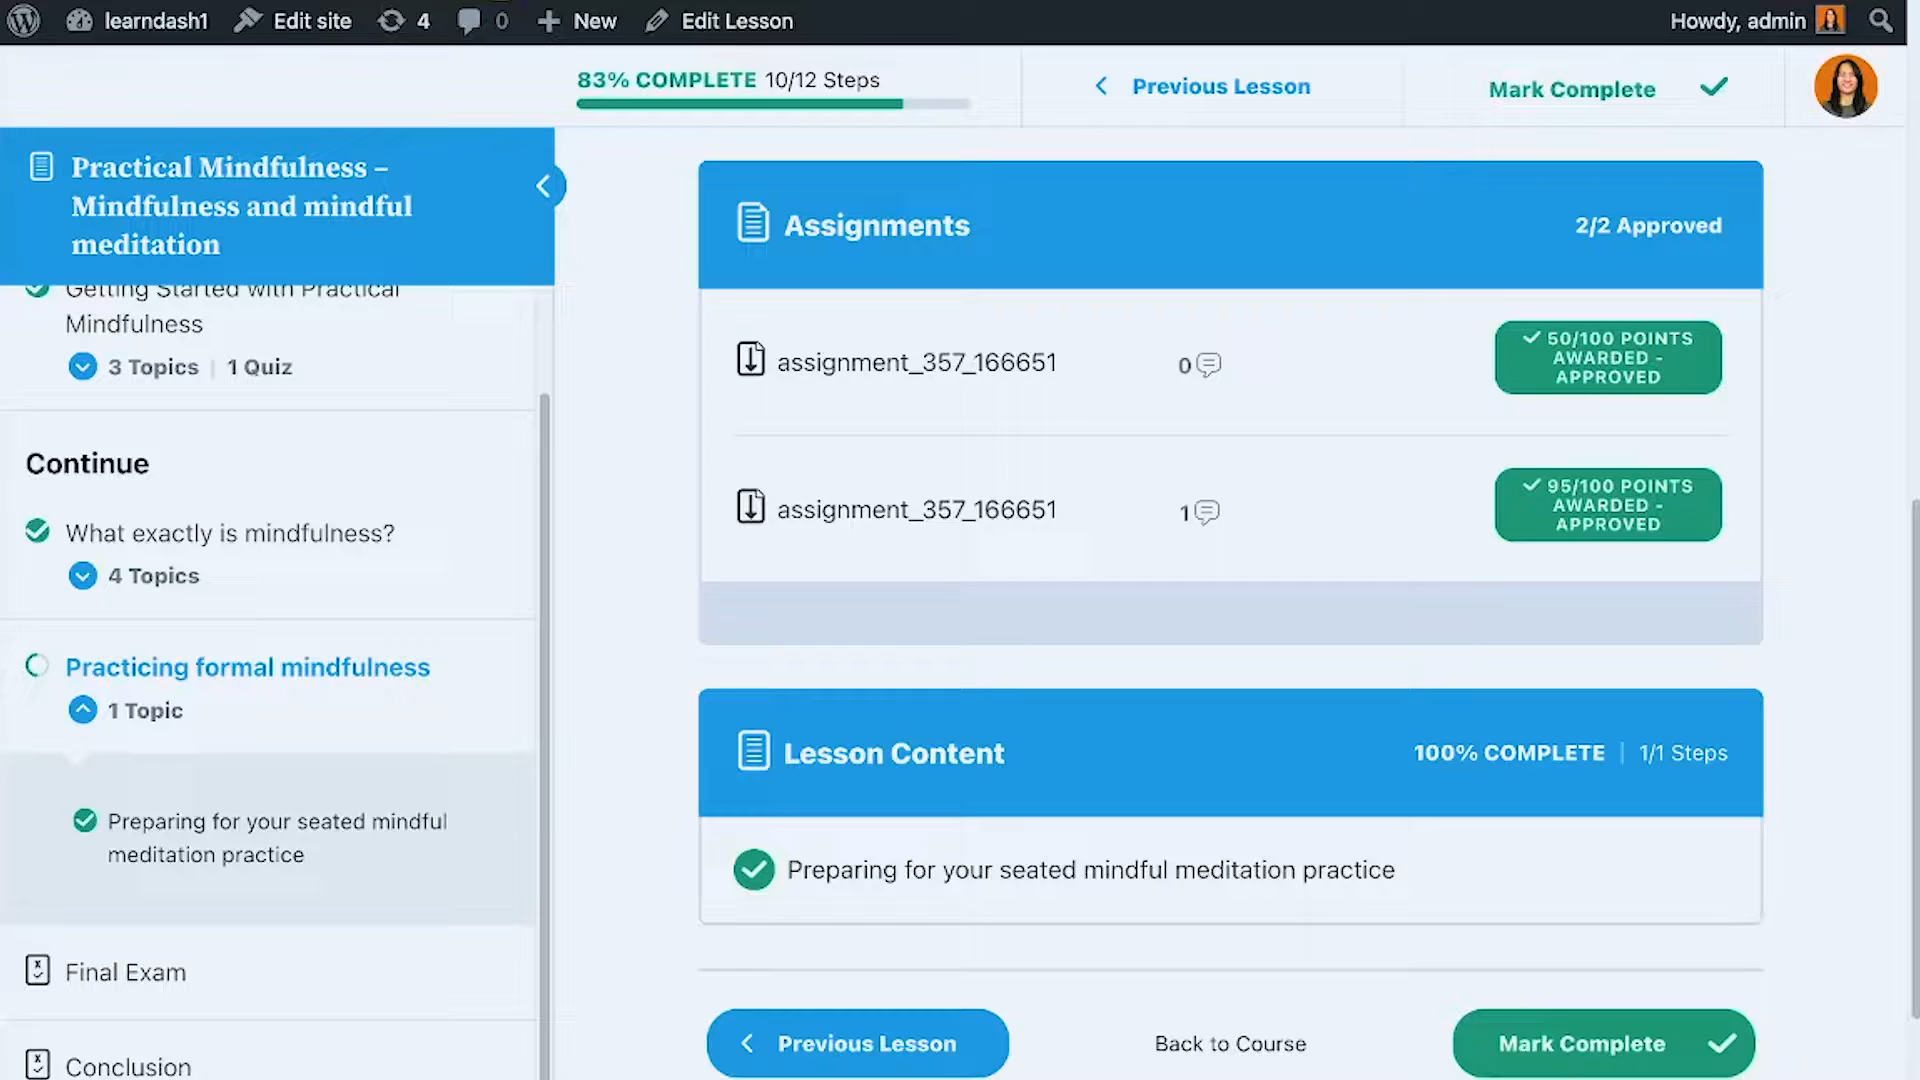 learndash1 Edit site 4 0 New Edit Lesson Howdy, admin
83% COMPLETE 10/12 Steps
Previous Lesson
Mark Complete
Practical Mindfulness –
Mindfulness and mindful
meditation
Getting Started with Practical
Mindfulness
3 Topics | 1 Quiz
Continue
What exactly is mindfulness?
4 Topics
Practicing formal mindfulness
1 Topic
Preparing for your seated mindful
meditation practice
Final Exam
Conclusion
Assignments
2/2 Approved
assignment_357_166651
0
50/100 POINTS
AWARDED -
APPROVED
assignment_357_166651
1
95/100 POINTS
AWARDED -
APPROVED
Lesson Content
100% COMPLETE | 1/1 Steps
Preparing for your seated mindful meditation practice
Previous Lesson
Back to Course
Mark Complete